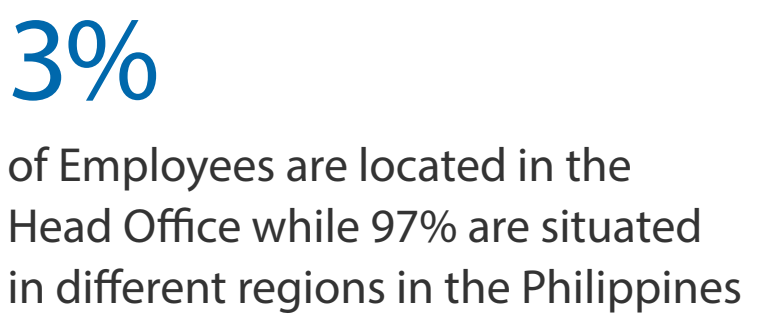 3%
of Employees are located in the
Head Office while 97% are situated
in different regions in the Philippines